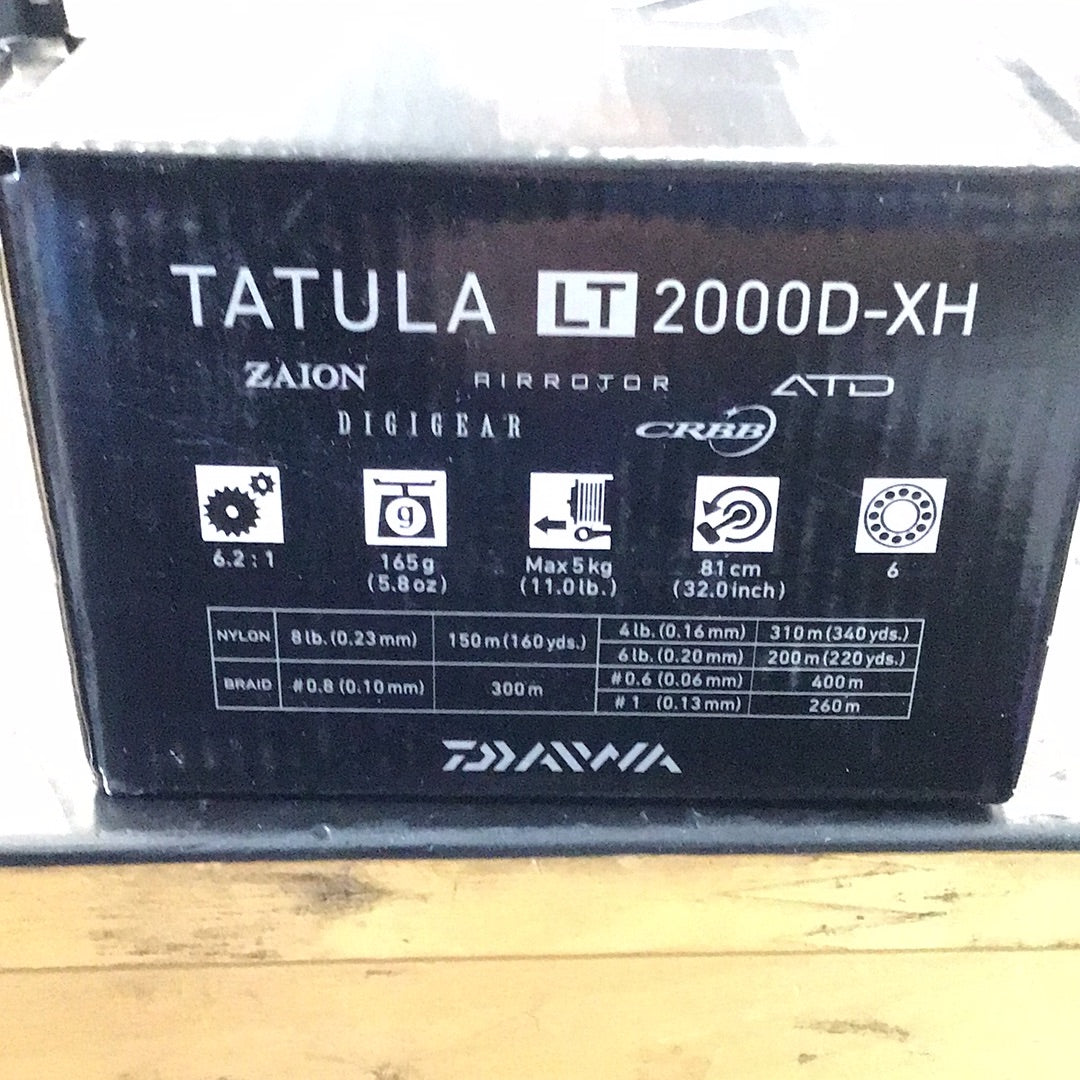 TATULA LT 2000D-XH
ZAION AIRROTOR ATD
DIGIGEAR CRBB
g
6.2:1 165g Max5kg 81cm 6
(5.8oz) (11.0lb.) (32.0inch)
NYLON 8lb.(0.23mm) 150m(160yds.) 4lb.(0.16mm) 310m(340yds.)
6lb.(0.20mm) 200m(220yds.)
BRAID #0.8(0.10mm) 300m #0.6(0.06mm) 400m
#1 (0.13mm) 260m
DAIWA